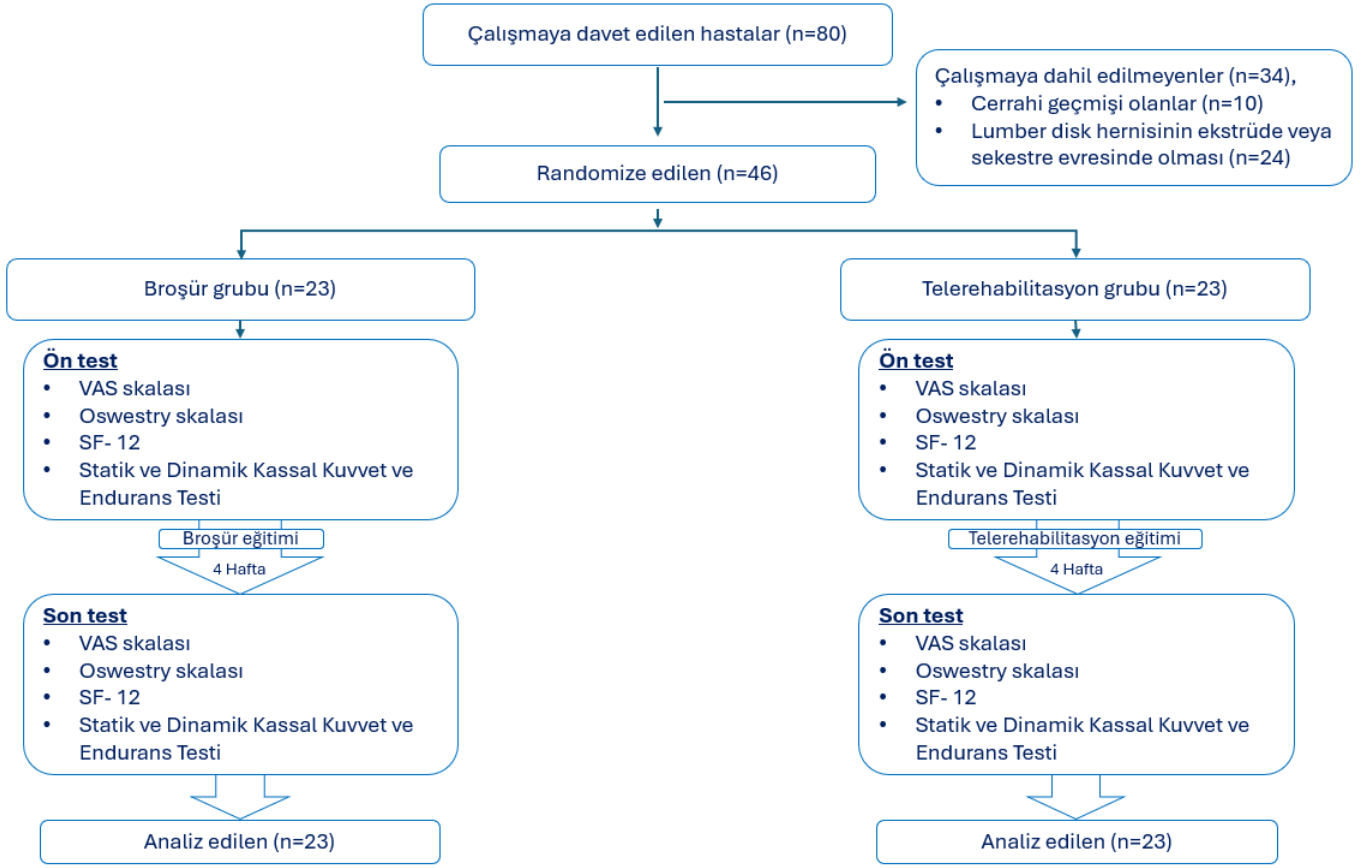 Çalışmaya davet edilen hastalar (n=80)
Çalışmaya dahil edilmeyenler (n=34),
• Cerrahi geçmişi olanlar (n=10)
• Lumber disk hernisinin ekstrüde veya
sekestre evresinde olması (n=24)
Randomize edilen (n=46)
Broşür grubu (n=23)
Ön test
• VAS skalası
• Oswestry skalası
• SF- 12
• Statik ve Dinamik Kassal Kuvvet ve
Endurans Testi
Broşür eğitimi
4 Hafta
Son test
• VAS skalası
• Oswestry skalası
• SF- 12
• Statik ve Dinamik Kassal Kuvvet ve
Endurans Testi
Analiz edilen (n=23)
Telerehabilitasyon grubu (n=23)
Ön test
• VAS skalası
• Oswestry skalası
• SF- 12
• Statik ve Dinamik Kassal Kuvvet ve
Endurans Testi
Telerehabilitasyon eğitimi
4 Hafta
Son test
• VAS skalası
• Oswestry skalası
• SF- 12
• Statik ve Dinamik Kassal Kuvvet ve
Endurans Testi
Analiz edilen (n=23)